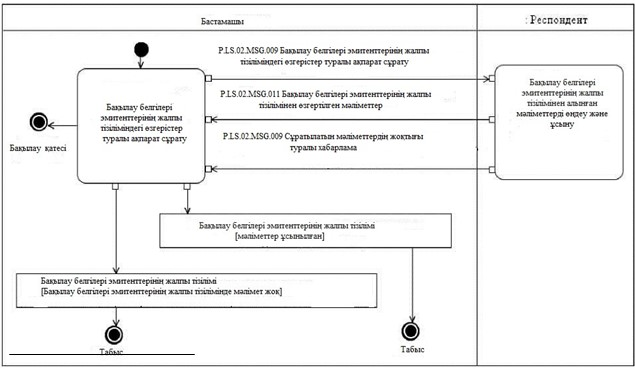 Бастамашы
: Респондент
P.LS.02.MSG.009 Бақылау белгілері эмитенттерінің жалпы
тізіліміндегі өзгерістер туралы ақпарат сұрату
Бақылау белгілері
эмитенттерінің жалпы
тізіліміндегі өзгерістер
туралы ақпарат сұрату
P.LS.02.MSG.011 Бақылау белгілері эмитенттерінің жалпы
тізілімінен өзгертілген мәліметтер
Бақылау белгілері
эмитенттерінің жалпы
тізілімінен алынған
мәліметтерді өңдеу және
ұсыну
P.LS.02.MSG.009 Сұратылатын мәліметтердің жоқтығы
туралы хабарлама
Бақылау қатесі
Бақылау белгілері эмитенттерінің жалпы тізілімі
[мәліметтер ұсынылған]
Бақылау белгілері эмитенттерінің жалпы тізілімі
[Бақылау белгілері эмитенттерінің жалпы тізілімінде мәлімет жоқ]
Табыс
Табыс